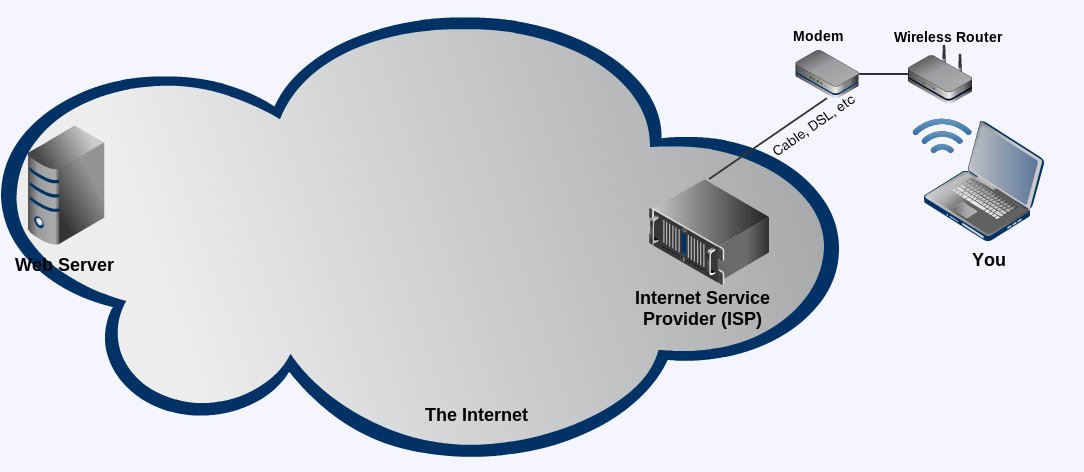 Modem
Wireless Router
Cable, DSL, etc
Web Server
You
Internet Service
Provider (ISP)
The Internet